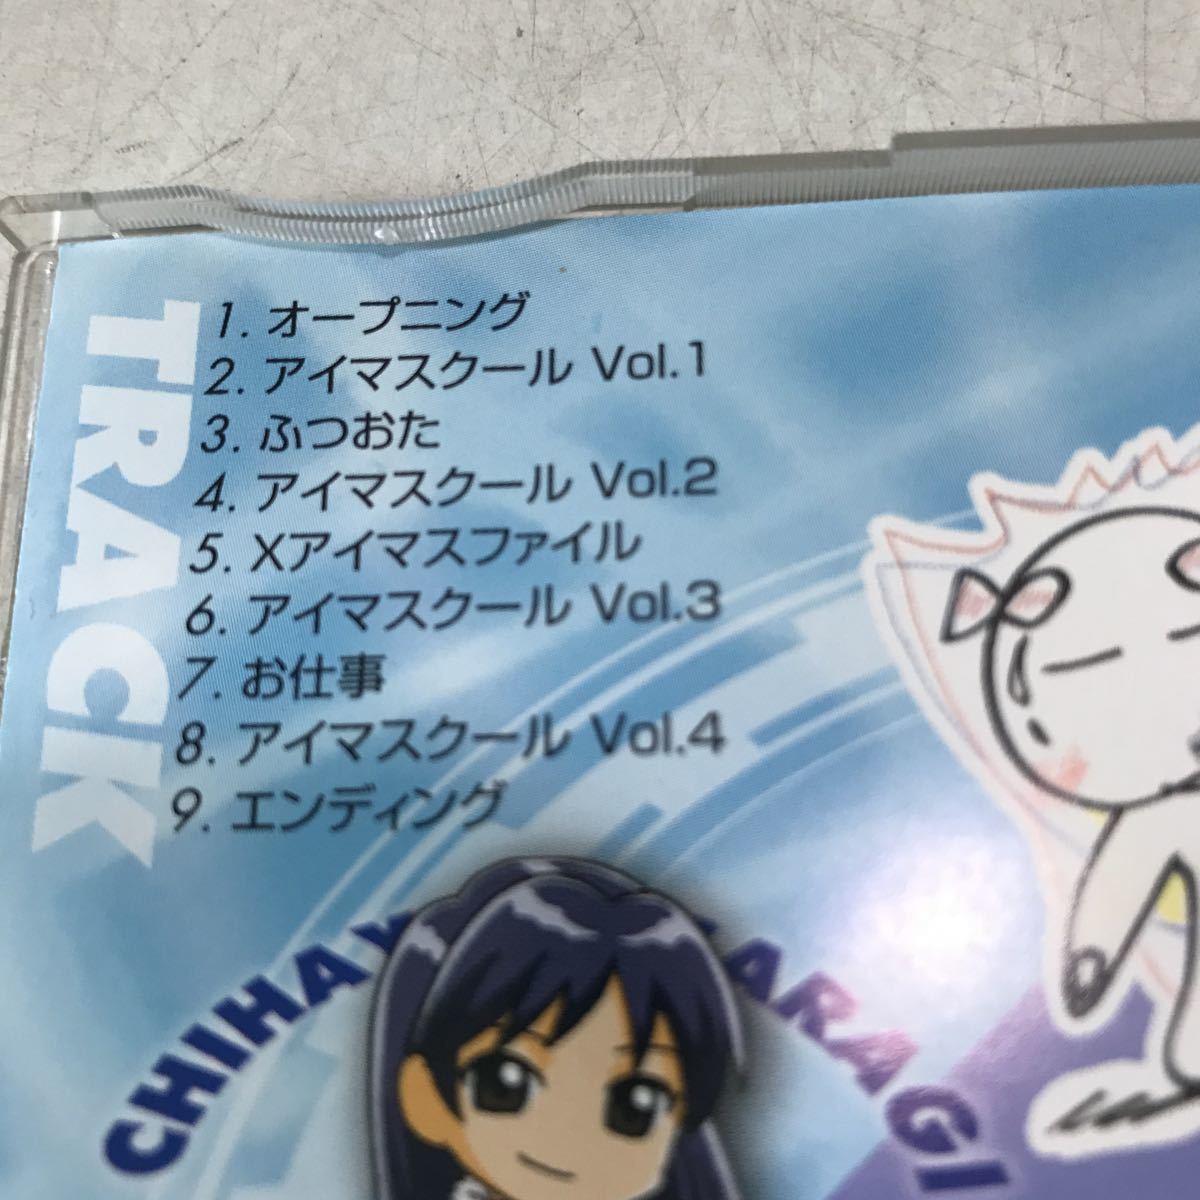 TRACK
1. オープニング
2. アイマスクール Vol.1
3. ふつおた
4. アイマスクール Vol.2
5. Xアイマスファイル
6. アイマスクール Vol.3
7. お仕事
8. アイマスクール Vol.4
9. エンディング
CHIHAY ARAGI